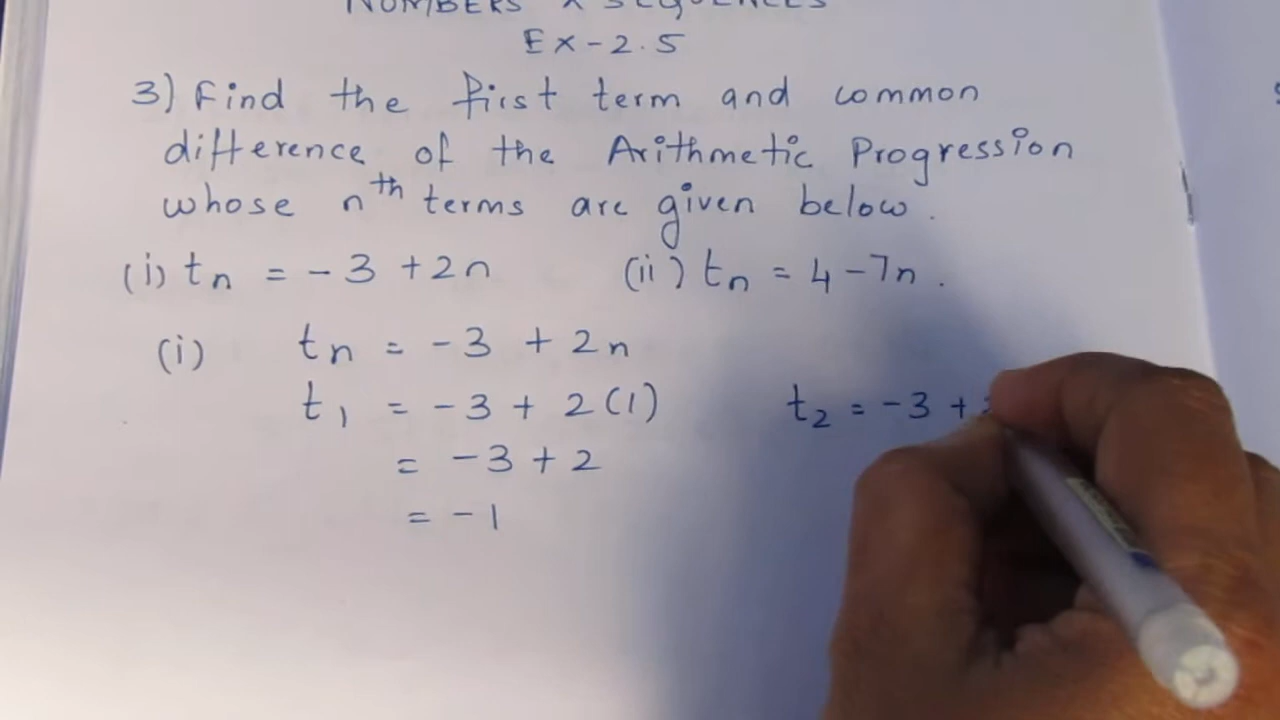 NUMBERS & SEQUENCES
Ex-2.5
3) Find the first term and common
difference of the Arithmetic Progression
whose nth terms are given below.
(i) tn = -3 +2n (ii) tn = 4 -7n.
(i) tn = -3 + 2n
t1 = -3 + 2(1) t2 = -3 +
= -3 + 2
= -1